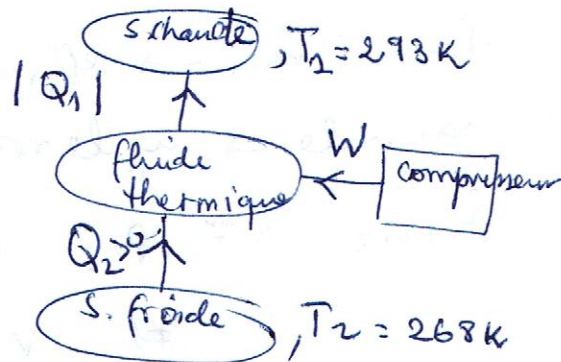 s. chaude , T₁ = 293 K
|Q₁|
fluide
thermique
W
compresseur
Q₂>0
S. froide , T₂ = 268 K